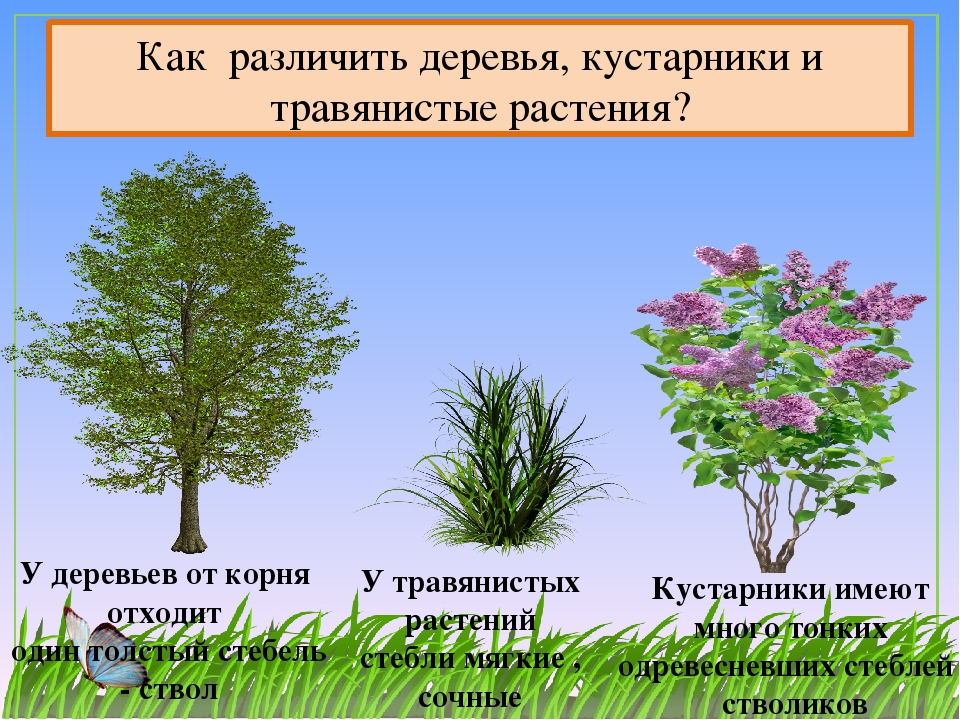 Как  различить деревья, кустарники и
травянистые растения?
У деревьев от корня
отходит
один толстый стебель
- ствол
У травянистых
растений
стебли мягкие ,
сочные
Кустарники имеют
много тонких
одревесневших стеблей
стволиков